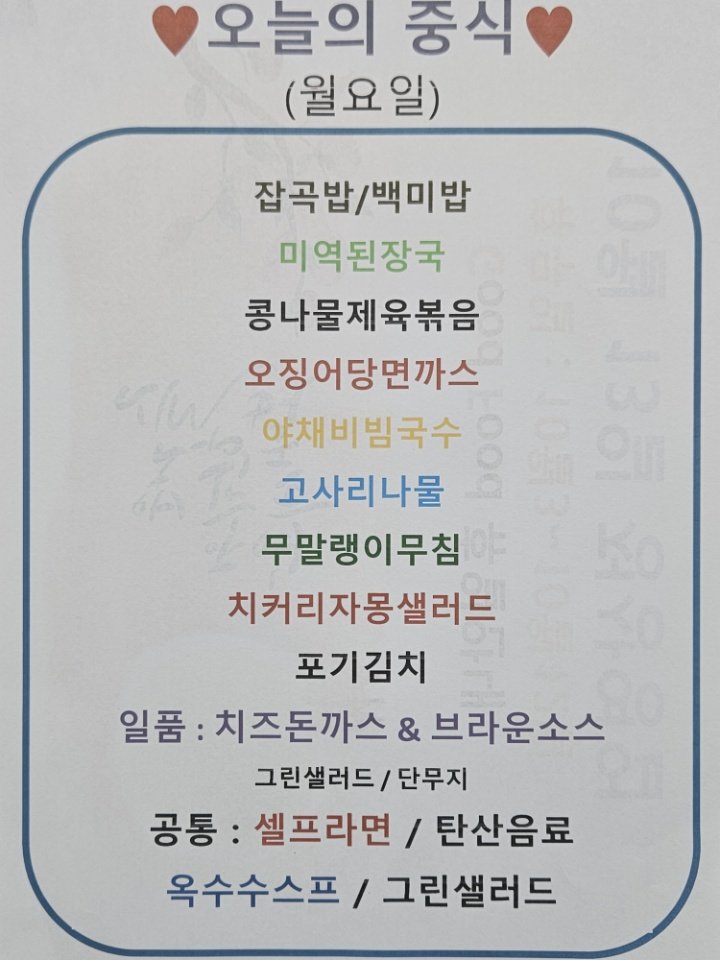 ♥오늘의 중식♥
(월요일)
잡곡밥/백미밥
미역된장국
콩나물제육볶음
오징어당면까스
야채비빔국수
고사리나물
무말랭이무침
치커리자몽샐러드
포기김치
일품 : 치즈돈까스 & 브라운소스
그린샐러드 / 단무지
공통 : 셀프라면 / 탄산음료
옥수수스프 / 그린샐러드